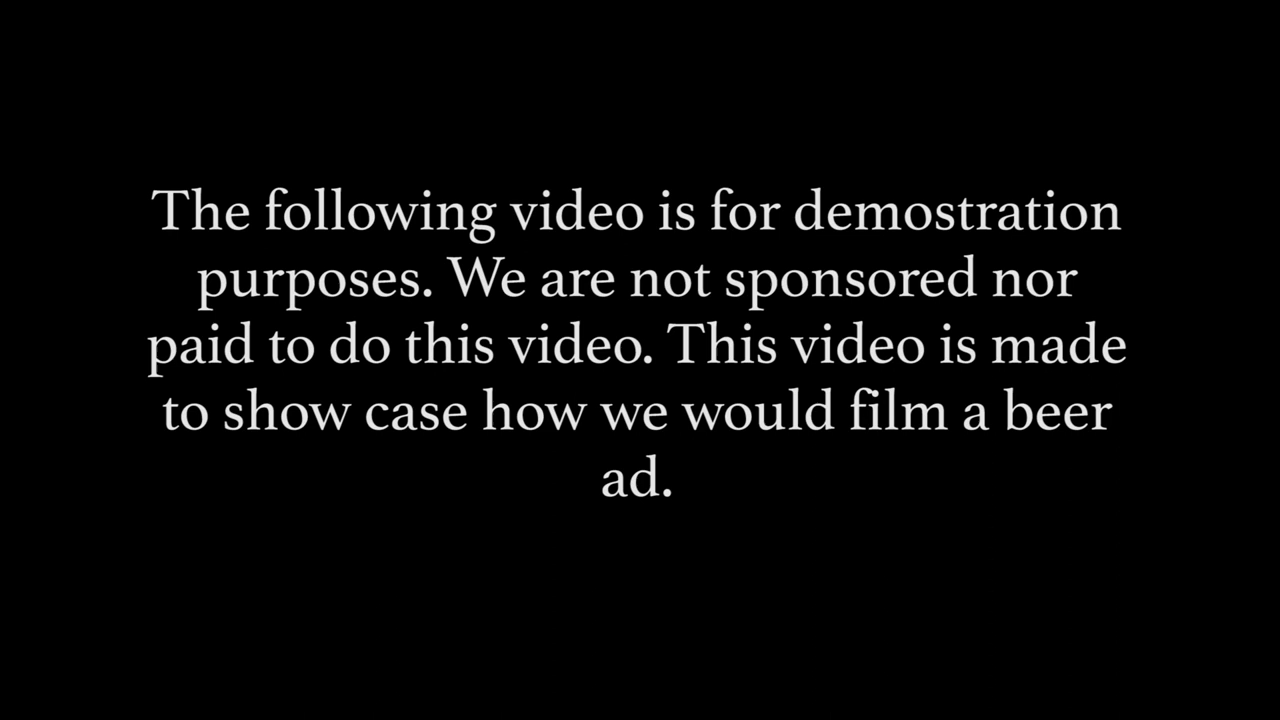 The following video is for demostration
purposes. We are not sponsored nor
paid to do this video. This video is made
to show case how we would film a beer
ad.